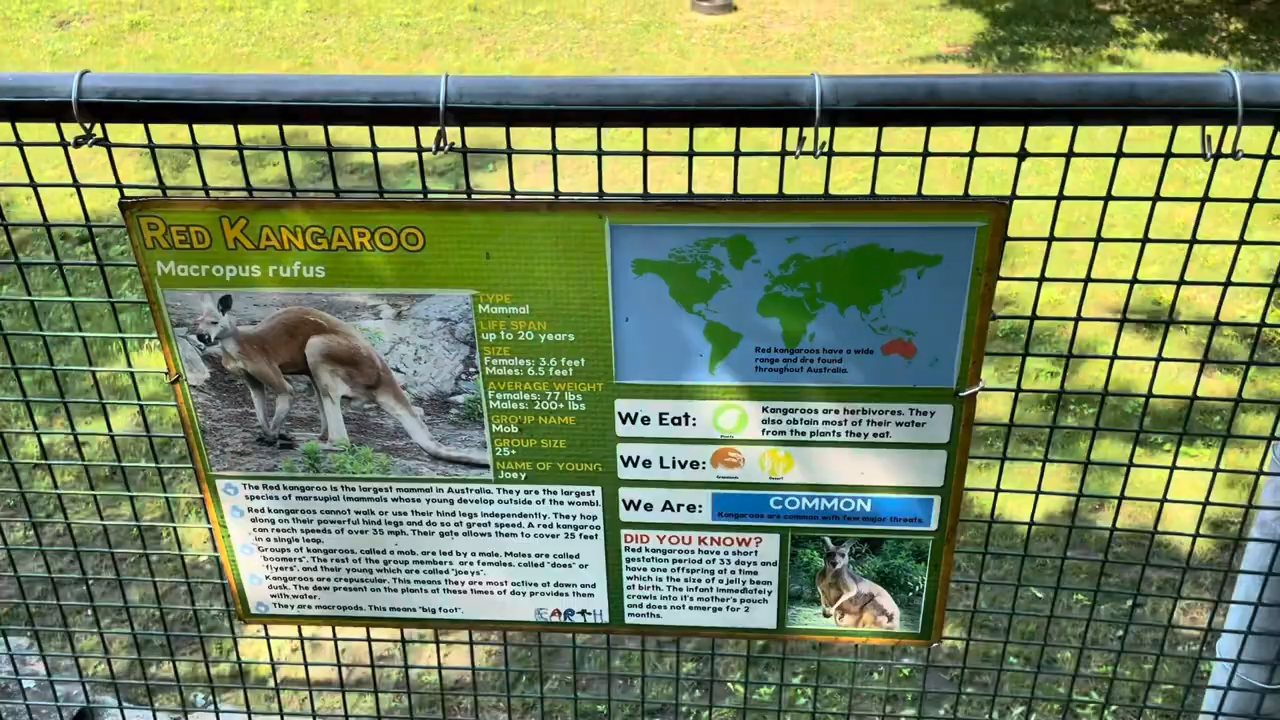 RED KANGAROO
Macropus rufus
TYPE
Mammal
LIFE SPAN
up to 20 years
SIZE
Females: 3.6 feet
Males: 6.5 feet
AVERAGE WEIGHT
Females: 77 lbs
Males: 200+ lbs
GROUP NAME
Mob
GROUP SIZE
25+
NAME OF YOUNG
Joey
The Red kangaroo is the largest mammal in Australia. They are the largest
species of marsupial (mammals whose young develop outside of the womb).
Red kangaroos cannot walk or use their hind legs independently. They hop
along on their powerful hind legs and do so at great speed. A red kangaroo
can reach speeds of over 35 mph. Their gate allows them to cover 25 feet
in a single leap.
Groups of kangaroos, called a mob, are led by a male. Males are called
"boomers". The rest of the group members are females, called "does" or
"flyers", and their young which are called "joeys".
Kangaroos are crepuscular. This means they are most active at dawn and
dusk. The dew present on the plants at these times of day provides them
with water.
They are macropods. This means "big foot".
EARTH
Red kangaroos have a wide
range and are found
throughout Australia.
We Eat:
Plants
Kangaroos are herbivores. They
also obtain most of their water
from the plants they eat.
We Live:
Grasslands
Desert
We Are:
COMMON
Kangaroos are common with few major threats.
DID YOU KNOW?
Red kangaroos have a short
gestation period of 33 days and
have one offspring at a time
which is the size of a jelly bean
at birth. The infant immediately
crawls into it's mother's pouch
and does not emerge for 2
months.